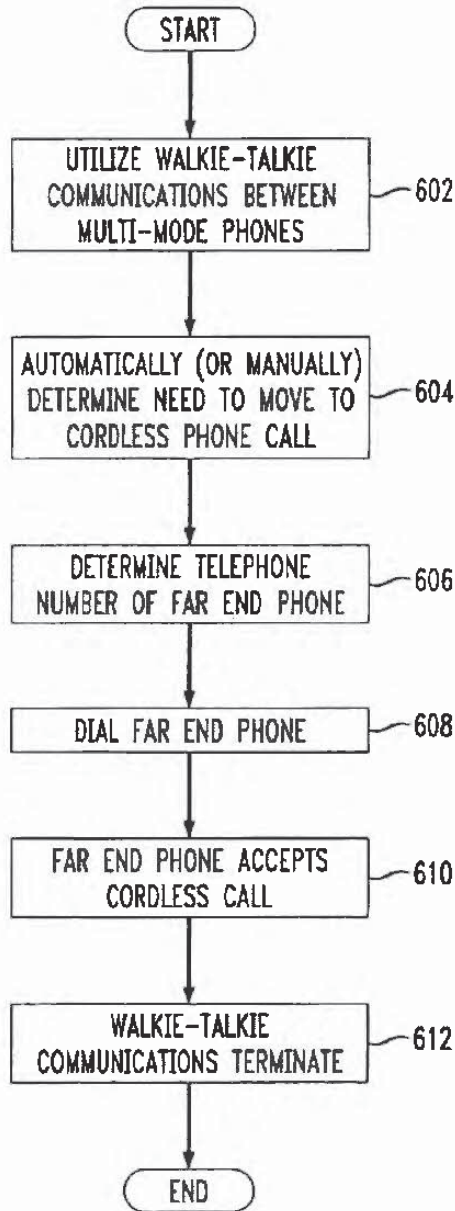 START
UTILIZE WALKIE-TALKIE
COMMUNICATIONS BETWEEN
MULTI-MODE PHONES
602
AUTOMATICALLY (OR MANUALLY)
DETERMINE NEED TO MOVE TO
CORDLESS PHONE CALL
604
DETERMINE TELEPHONE
NUMBER OF FAR END PHONE
606
DIAL FAR END PHONE
608
FAR END PHONE ACCEPTS
CORDLESS CALL
610
WALKIE-TALKIE
COMMUNICATIONS TERMINATE
612
END